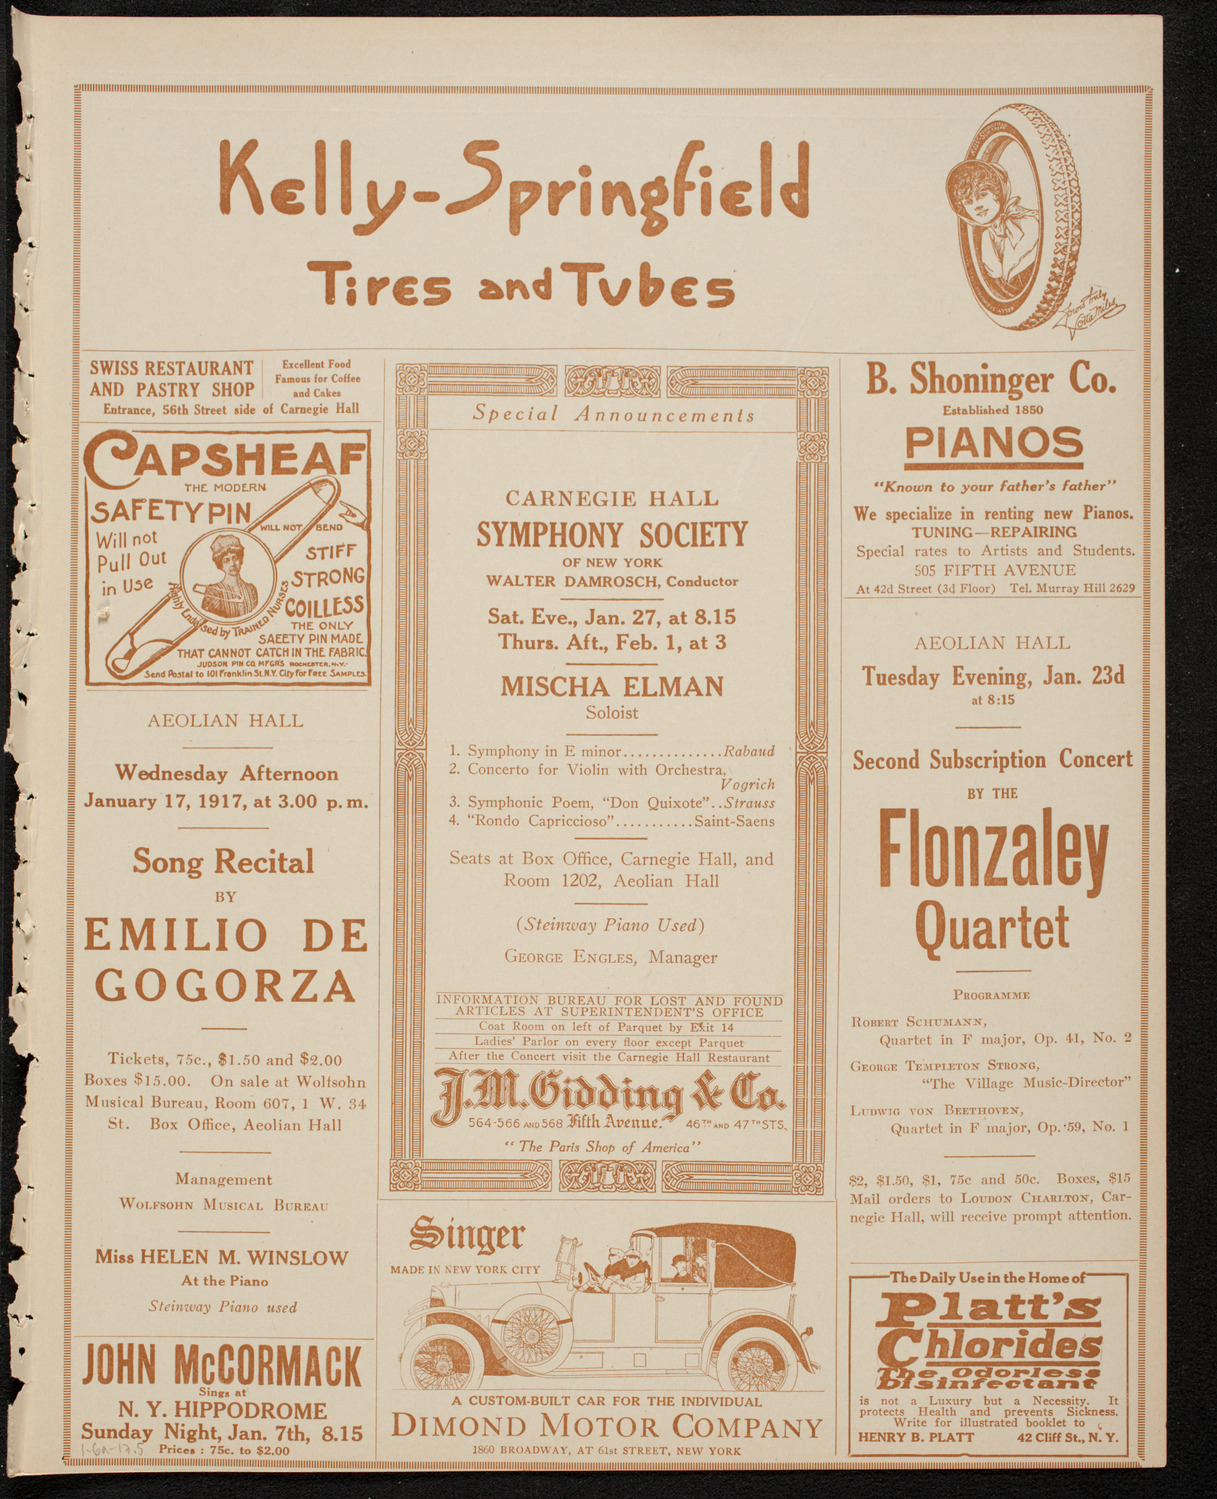 Kelly-Springfield
Tires and Tubes
Yours truly
Lotta Miles
SWISS RESTAURANT
AND PASTRY SHOP
Excellent Food
Famous for Coffee
and Cakes
Entrance, 56th Street side of Carnegie Hall
CAPSHEAF
THE MODERN
SAFETY PIN
WILL NOT BEND
Will not
Pull Out
in Use
STIFF
STRONG
COILLESS
Highly Endorsed by TRAINED NURSES
THE ONLY
SAFETY PIN MADE
THAT CANNOT CATCH IN THE FABRIC
JUDSON PIN CO. MFGRS ROCHESTER, N.Y.
Send Postal to 101 Franklin St. N.Y. City for FREE SAMPLES
AEOLIAN HALL
Wednesday Afternoon
January 17, 1917, at 3.00 p.m.
Song Recital
BY
EMILIO DE
GOGORZA
Tickets, 75c., $1.50 and $2.00
Boxes $15.00. On sale at Wolfsohn
Musical Bureau, Room 607, 1 W. 34
St. Box Office, Aeolian Hall
Management
WOLFSOHN MUSICAL BUREAU
Miss HELEN M. WINSLOW
At the Piano
Steinway Piano used
JOHN McCORMACK
Sings at
N. Y. HIPPODROME
Sunday Night, Jan. 7th, 8.15
Prices : 75c. to $2.00
Special Announcements
CARNEGIE HALL
SYMPHONY SOCIETY
OF NEW YORK
WALTER DAMROSCH, Conductor
Sat. Eve., Jan. 27, at 8.15
Thurs. Aft., Feb. 1, at 3
MISCHA ELMAN
Soloist
1. Symphony in E minor..............Rabaud
2. Concerto for Violin with Orchestra,
Vogrich
3. Symphonic Poem, "Don Quixote"..Strauss
4. "Rondo Capriccioso"...........Saint-Saens
Seats at Box Office, Carnegie Hall, and
Room 1202, Aeolian Hall
(Steinway Piano Used)
GEORGE ENGLES, Manager
INFORMATION BUREAU FOR LOST AND FOUND
ARTICLES AT SUPERINTENDENT'S OFFICE
Coat Room on left of Parquet by Exit 14
Ladies' Parlor on every floor except Parquet
After the Concert visit the Carnegie Hall Restaurant
J.M. Gidding & Co.
564-566 AND 568 Fifth Avenue. 46TH AND 47TH STS.
"The Paris Shop of America"
Singer
MADE IN NEW YORK CITY
A CUSTOM-BUILT CAR FOR THE INDIVIDUAL
DIMOND MOTOR COMPANY
1860 BROADWAY, AT 61st STREET, NEW YORK
B. Shoninger Co.
Established 1850
PIANOS
"Known to your father's father"
We specialize in renting new Pianos.
TUNING—REPAIRING
Special rates to Artists and Students.
505 FIFTH AVENUE
At 42d Street (3d Floor) Tel. Murray Hill 2629
AEOLIAN HALL
Tuesday Evening, Jan. 23d
at 8:15
Second Subscription Concert
BY THE
Flonzaley
Quartet
PROGRAMME
ROBERT SCHUMANN,
Quartet in F major, Op. 41, No. 2
GEORGE TEMPLETON STRONG,
"The Village Music-Director"
LUDWIG VON BEETHOVEN,
Quartet in F major, Op. 59, No. 1
$2, $1.50, $1, 75c and 50c. Boxes, $15
Mail orders to LOUDON CHARLTON, Car-
negie Hall, will receive prompt attention.
The Daily Use in the Home of
Platt's
Chlorides
The Odorless
Disinfectant
is not a Luxury but a Necessity. It
protects Health and prevents Sickness.
Write for illustrated booklet to
HENRY B. PLATT 42 Cliff St., N. Y.